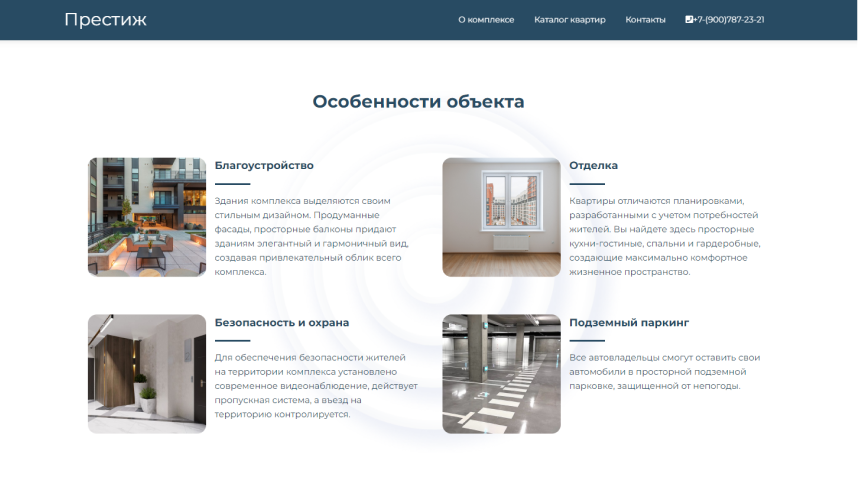 Престиж
О комплексе
Каталог квартир
Контакты
+7-(900)787-23-21
Особенности объекта
Благоустройство
Здания комплекса выделяются своим
стильным дизайном. Продуманные
фасады, просторные балконы придают
зданиям элегантный и гармоничный вид,
создавая привлекательный облик всего
комплекса.
Отделка
Квартиры отличаются планировками,
разработанными с учетом потребностей
жителей. Вы найдете здесь просторные
кухни-гостиные, спальни и гардеробные,
создающие максимально комфортное
жизненное пространство.
Безопасность и охрана
Для обеспечения безопасности жителей
на территории комплекса установлено
современное видеонаблюдение, действует
пропускная система, а въезд на
территорию контролируется.
Подземный паркинг
Все автовладельцы смогут оставить свои
автомобили в просторной подземной
парковке, защищенной от непогоды.